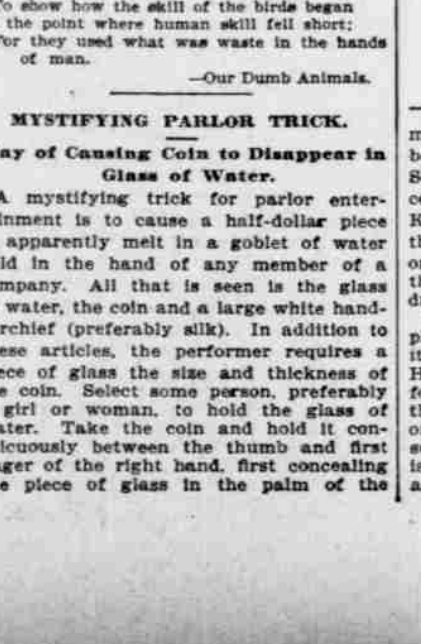 o show how the skill of the birds began
the point where human skill fell short;
For they used what was waste in the hands
of man.
—Our Dumb Animals.
MYSTIFYING PARLOR TRICK.
ay of Causing Coin to Disappear in
Glass of Water.
A mystifying trick for parlor enter-
inment is to cause a half-dollar piece
apparently melt in a goblet of water
ld in the hand of any member of a
mpany. All that is seen is the glass
water, the coin and a large white hand-
rchief (preferably silk). In addition to
ese articles, the performer requires a
ece of glass the size and thickness of
e coin. Select some person, preferably
girl or woman, to hold the glass of
ater. Take the coin and hold it con-
icuously between the thumb and first
nger of the right hand, first concealing
e piece of glass in the palm of the